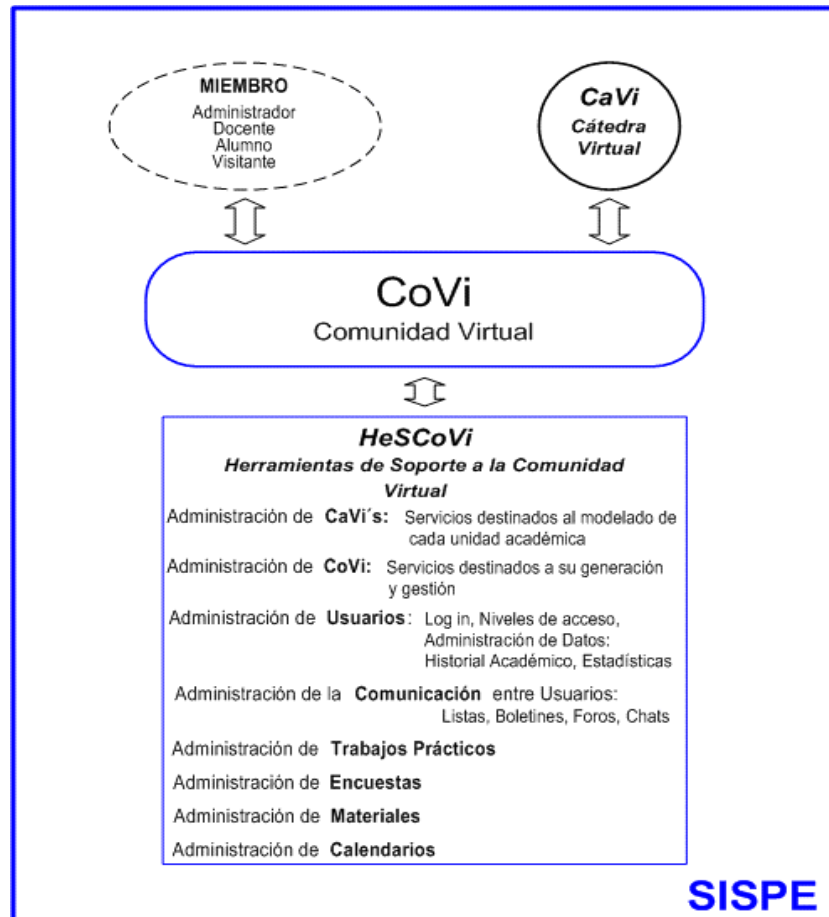 MIEMBRO
Administrador
Docente
Alumno
Visitante
CaVi
Cátedra
Virtual
CoVi
Comunidad Virtual
HeSCoVi
Herramientas de Soporte a la Comunidad
Virtual
Administración de CaVi´s: Servicios destinados al modelado de
cada unidad académica
Administración de CoVi: Servicios destinados a su generación
y gestión
Administración de Usuarios: Log in, Niveles de acceso,
Administración de Datos:
Historial Académico, Estadísticas
Administración de la Comunicación entre Usuarios:
Listas, Boletines, Foros, Chats
Administración de Trabajos Prácticos
Administración de Encuestas
Administración de Materiales
Administración de Calendarios
SISPE